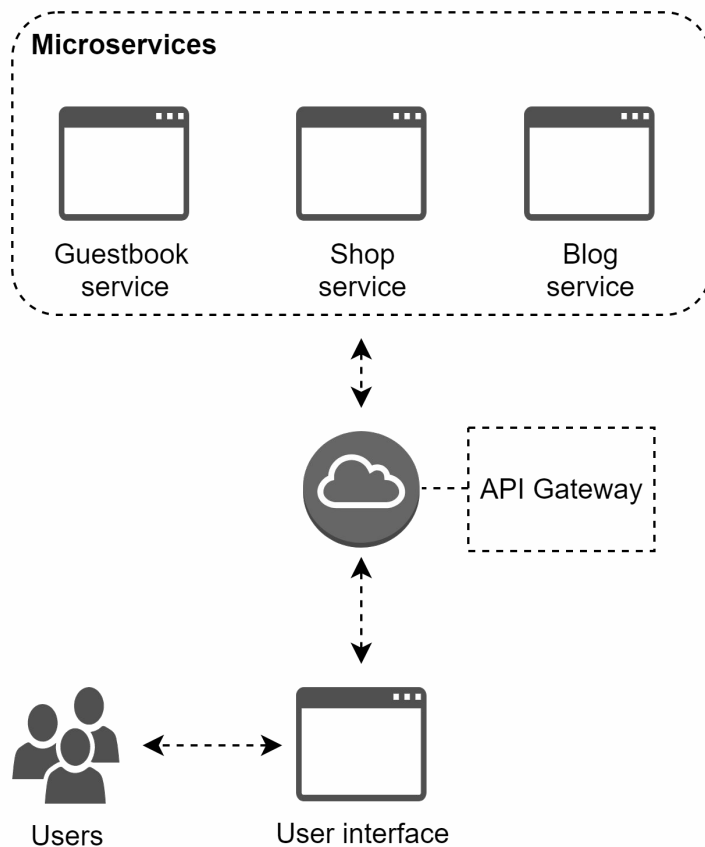 Microservices
Guestbook
service
Shop
service
Blog
service
API Gateway
Users
User interface